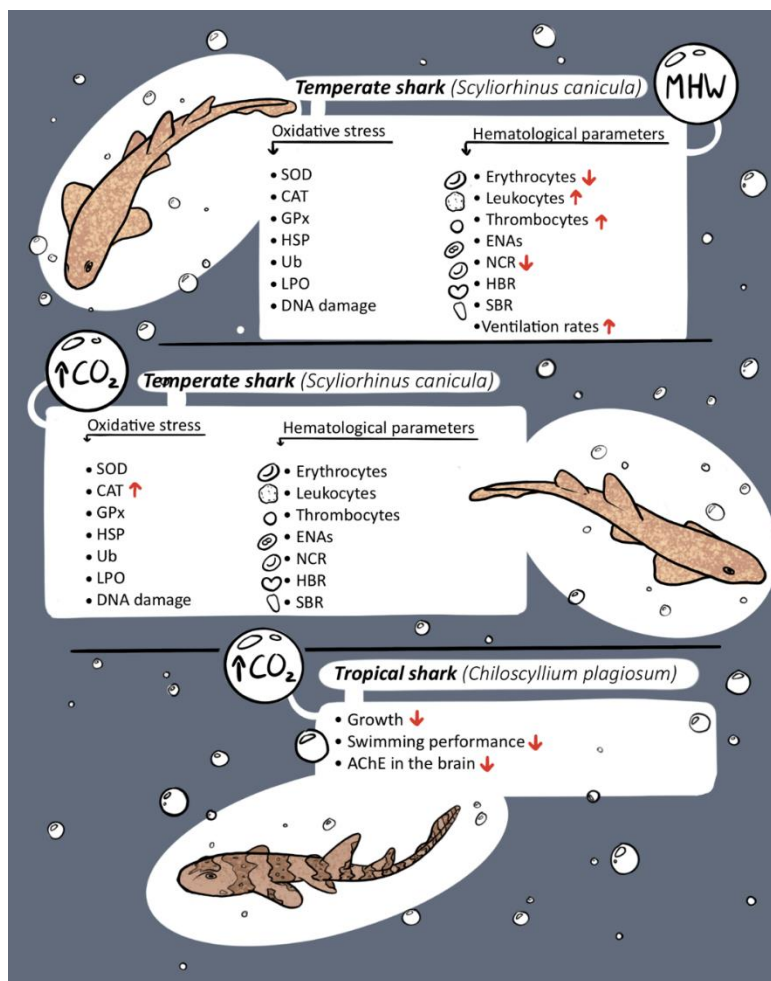 Temperate shark (Scyliorhinus canicula)
MHW
Oxidative stress
• SOD
• CAT
• GPx
• HSP
• Ub
• LPO
• DNA damage
Hematological parameters
• Erythrocytes ↓
• Leukocytes ↑
• Thrombocytes ↑
• ENAs
• NCR ↓
• HBR
• SBR
• Ventilation rates ↑
↑CO₂
Temperate shark (Scyliorhinus canicula)
Oxidative stress
• SOD
• CAT ↑
• GPx
• HSP
• Ub
• LPO
• DNA damage
Hematological parameters
• Erythrocytes
• Leukocytes
• Thrombocytes
• ENAs
• NCR
• HBR
• SBR
↑CO₂
Tropical shark (Chiloscyllium plagiosum)
• Growth ↓
• Swimming performance ↓
• AChE in the brain ↓